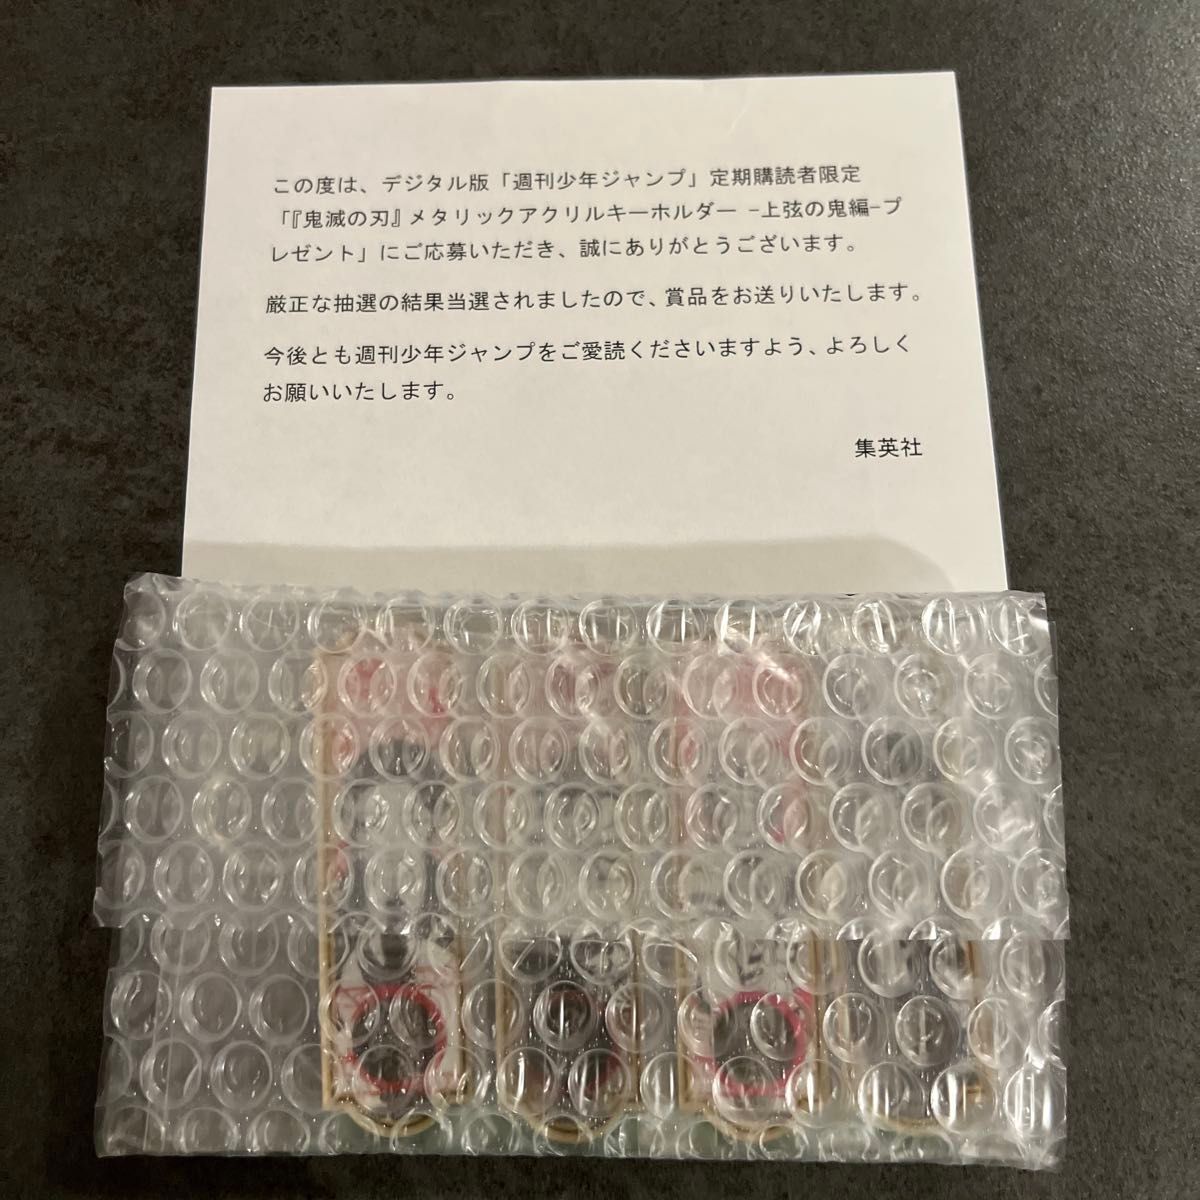 この度は、デジタル版「週刊少年ジャンプ」定期購読者限定
「『鬼滅の刃』メタリックアクリルキーホルダー −上弦の鬼編−プ
レゼント」にご応募いただき、誠にありがとうございます。
厳正な抽選の結果当選されましたので、賞品をお送りいたします。
今後とも週刊少年ジャンプをご愛読くださいますよう、よろしく
お願いいたします。
集英社